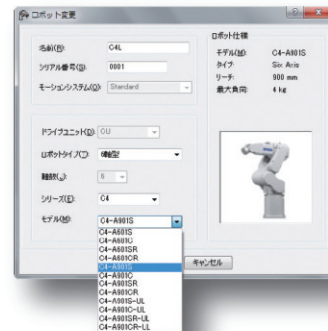 ロボット変更
名前(N): C4L
シリアル番号(S): 0001
モーションシステム(O): Standard
ドライブユニット(D): CU
ロボットタイプ(T): 6軸型
軸数(J): 6
シリーズ(E): C4
モデル(M): C4-A901S
C4-A601S
C4-A601C
C4-A601SR
C4-A601CR
C4-A901S
C4-A901C
C4-A901SR
C4-A901CR
C4-A901C-UL
C4-A901SR-UL
C4-A901CR-UL
キャンセル
ロボット仕様
モデル(M): C4-A901S
タイプ: Six Axis
リーチ: 900 mm
最大負荷: 4 kg